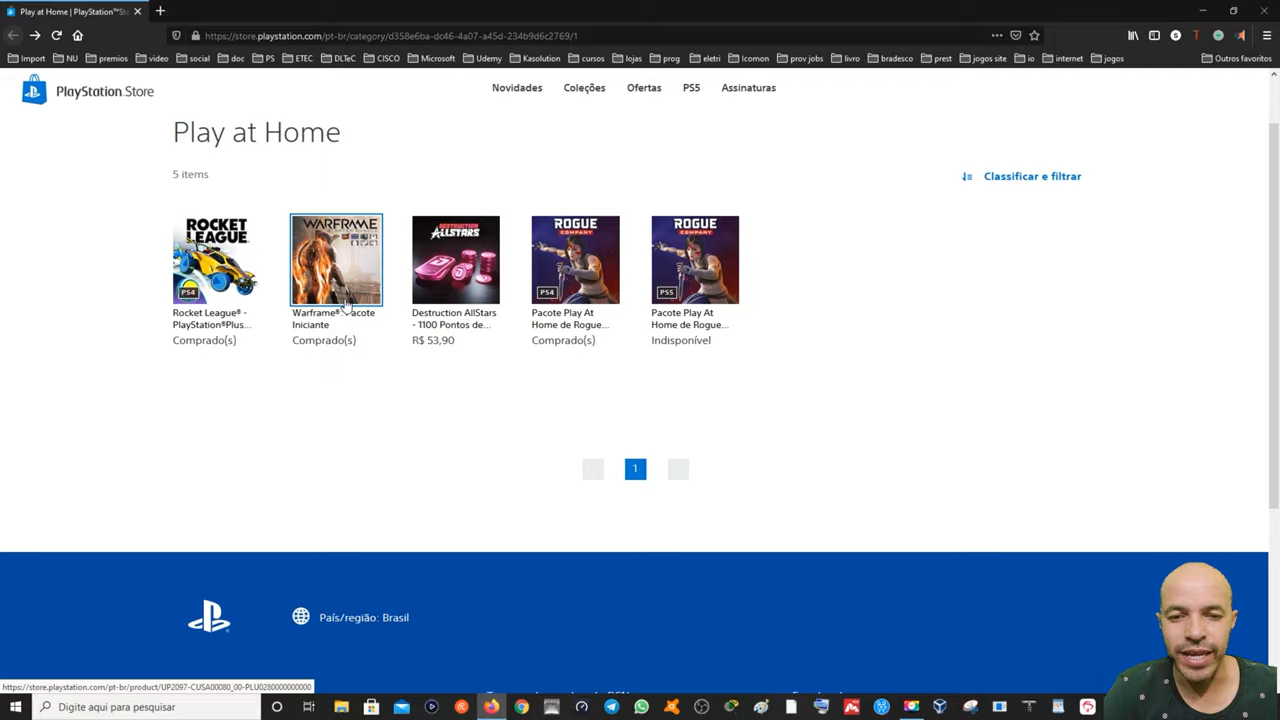 Play at Home | PlayStation™Sto
https://store.playstation.com/pt-br/category/d358e6ba-dc46-4a07-a45d-234b9d6c2769/1
Import NU premios video social doc PS ETEC DLTeC CISCO Microsoft Udemy Kasolution cursos lojas prog eletri Icomon prov jobs livro bradesco prest jogos site io internet jogos Outros favoritos
PlayStation Store
Novidades Coleções Ofertas PS5 Assinaturas
Play at Home
5 items
Classificar e filtrar
ROCKET LEAGUE
PS4
Rocket League® -
PlayStation®Plus...
Comprado(s)
WARFRAME
Warframe®: Pacote
Iniciante
Comprado(s)
DESTRUCTION
ALLSTARS
Destruction AllStars
- 1100 Pontos de...
R$ 53,90
ROGUE
COMPANY
PS4
Pacote Play At
Home de Rogue...
Comprado(s)
ROGUE
COMPANY
PS5
Pacote Play At
Home de Rogue...
Indisponível
1
País/região: Brasil
https://store.playstation.com/pt-br/product/UP2097-CUSA00080_00-PLU0280000000000
Digite aqui para pesquisar